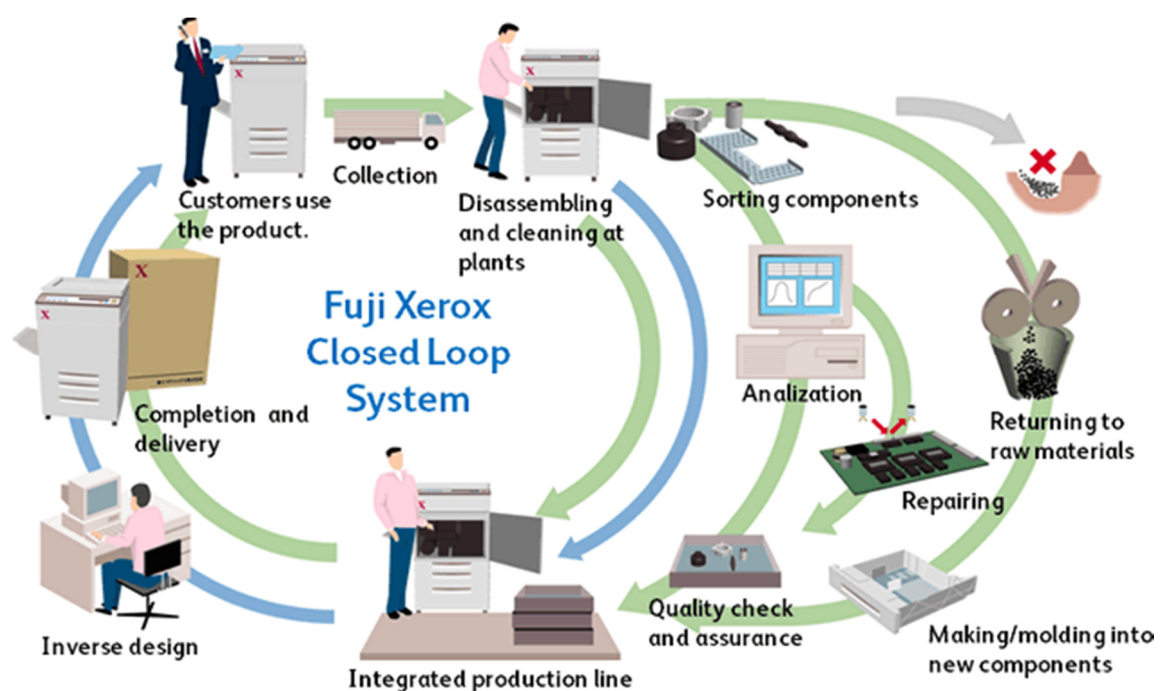 Customers use
the product.
Collection
Disassembling
and cleaning at
plants
Sorting components
Fuji Xerox
Closed Loop
System
Analization
Returning to
raw materials
Completion and
delivery
Repairing
Inverse design
Integrated production line
Quality check
and assurance
Making/molding into
new components
X
X
X
X
X